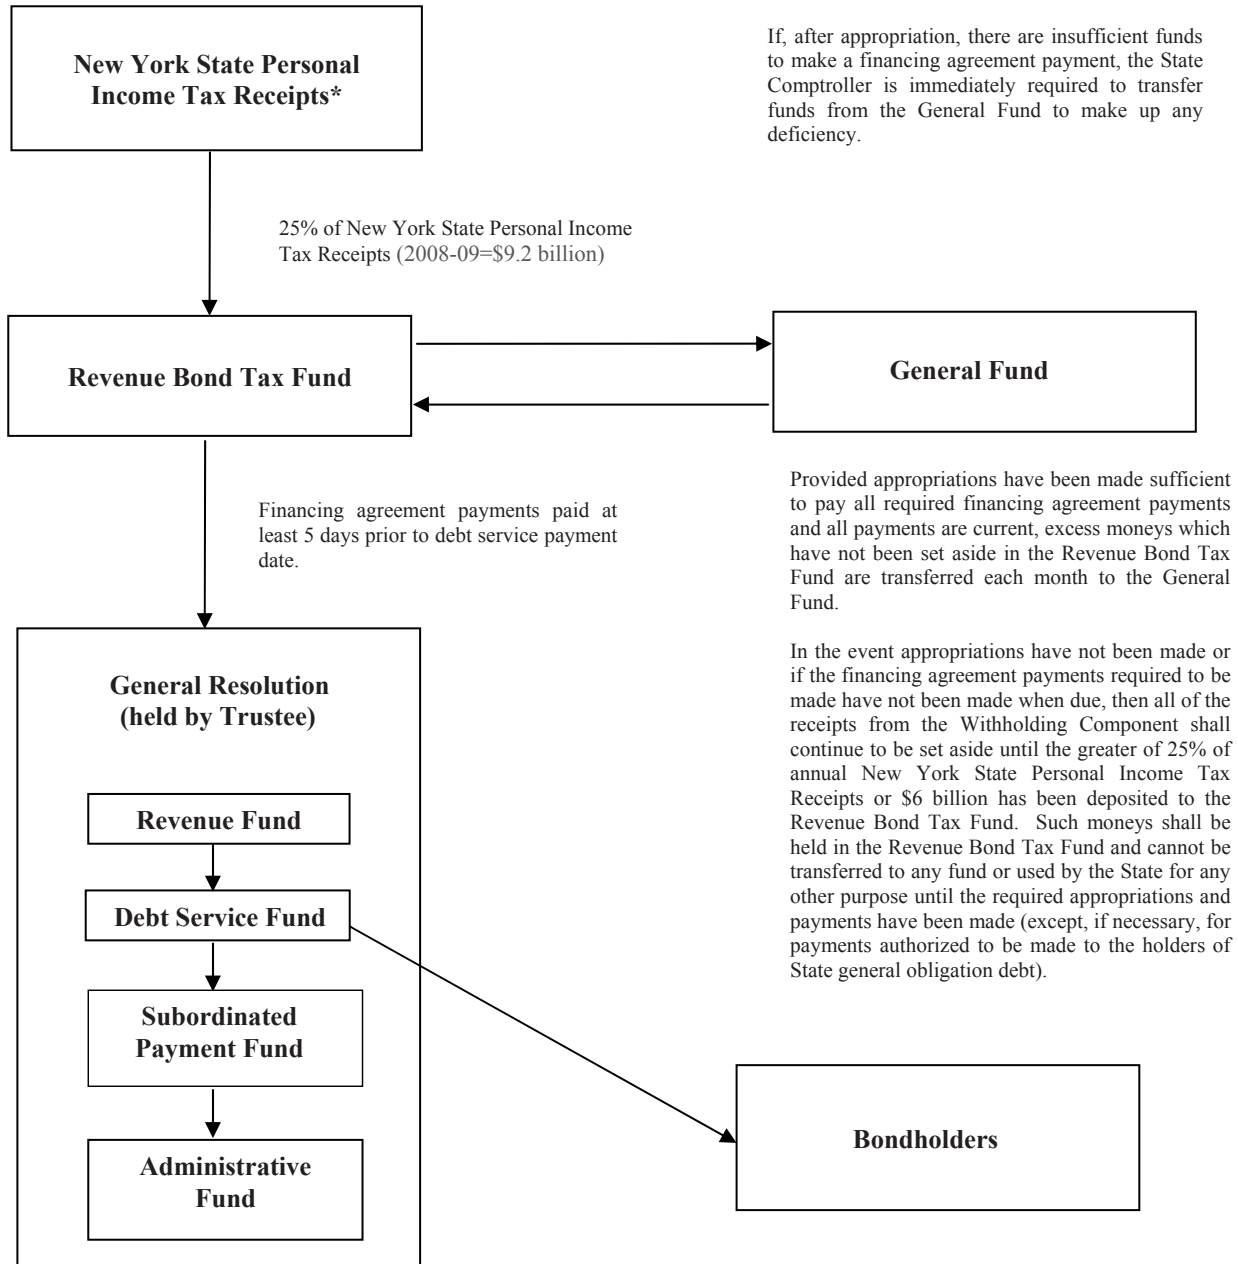 New York State Personal
Income Tax Receipts*
If, after appropriation, there are insufficient funds
to make a financing agreement payment, the State
Comptroller is immediately required to transfer
funds from the General Fund to make up any
deficiency.
25% of New York State Personal Income
Tax Receipts (2008-09=$9.2 billion)
Revenue Bond Tax Fund
General Fund
Financing agreement payments paid at
least 5 days prior to debt service payment
date.
Provided appropriations have been made sufficient
to pay all required financing agreement payments
and all payments are current, excess moneys which
have not been set aside in the Revenue Bond Tax
Fund are transferred each month to the General
Fund.
In the event appropriations have not been made or
if the financing agreement payments required to be
made have not been made when due, then all of the
receipts from the Withholding Component shall
continue to be set aside until the greater of 25% of
annual New York State Personal Income Tax
Receipts or $6 billion has been deposited to the
Revenue Bond Tax Fund. Such moneys shall be
held in the Revenue Bond Tax Fund and cannot be
transferred to any fund or used by the State for any
other purpose until the required appropriations and
payments have been made (except, if necessary, for
payments authorized to be made to the holders of
State general obligation debt).
General Resolution
(held by Trustee)
Revenue Fund
Debt Service Fund
Subordinated
Payment Fund
Administrative
Fund
Bondholders